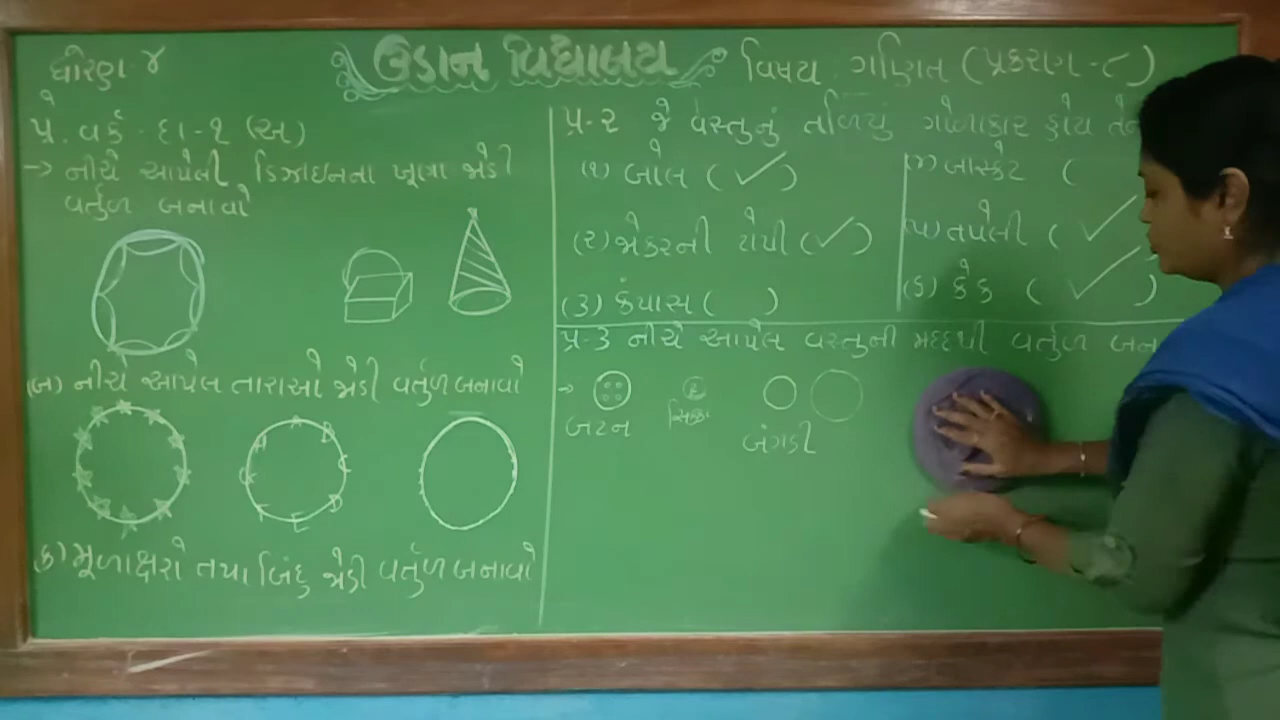 ધોરણ-૪
ઉડાન વિદ્યાલય
વિષય. ગણિત (પ્રકરણ-૮)
પ્રે. વર્ક - ૬૧-૧ (અ)
→ નીચે આપેલી ડિઝાઇનના ખૂણા જોડી
વર્તુળ બનાવો
(બ) નીચે આપેલ તારાઓ જોડી વર્તુળ બનાવો
A B C D E F G H
(ક) મૂળાક્ષરો તથા બિંદુ જોડી વર્તુળ બનાવો
પ્ર-૨ જે વસ્તુનું તળિયું ગોળાકાર હોય
(૧) બોલ (✓)
(૨) જોકરની ટોપી (✓)
(૩) કંપાસ ( )
(૪) બાસ્કેટ (
(૫) તપેલી ( ✓
(૬) કેક ( ✓ )
પ્ર-૩ નીચે આપેલ વસ્તુની મદદથી વર્તુળ
→ બટન
સિક્કા
બંગડી